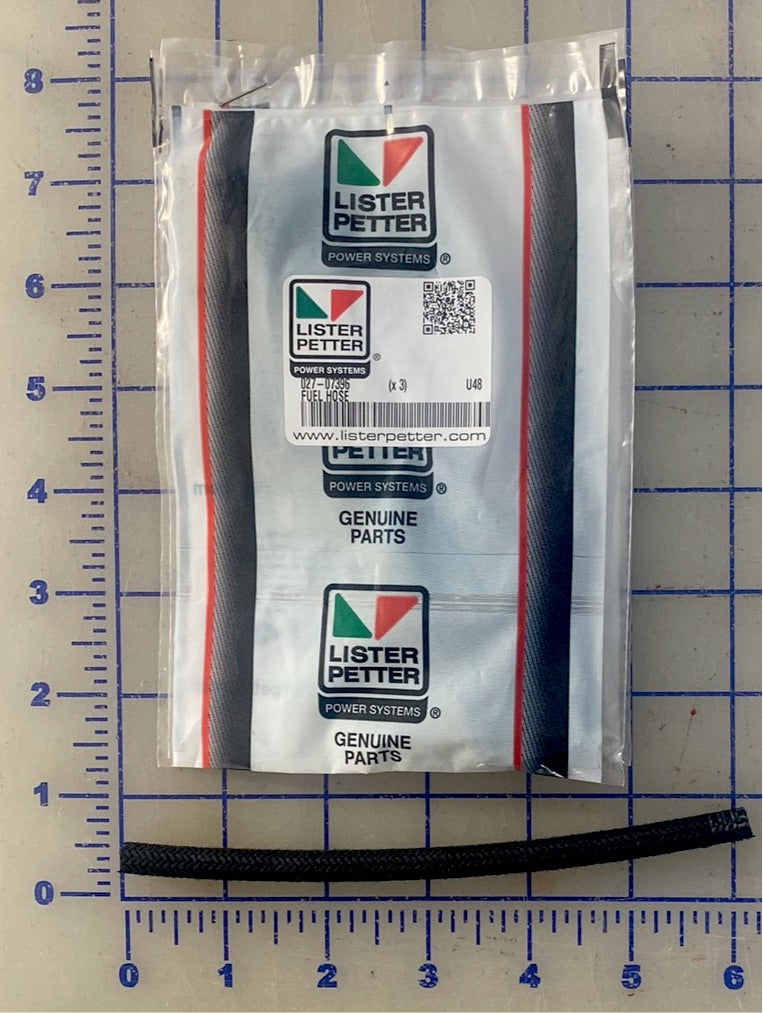 8
7
6
5
4
3
2
1
0
LISTER
PETTER
POWER SYSTEMS ®
LISTER
PETTER
POWER SYSTEMS ®
027-07396 (x 3) U48
FUEL HOSE
www.listerpetter.com
PETTER
POWER SYSTEMS ®
GENUINE
PARTS
LISTER
PETTER
POWER SYSTEMS ®
GENUINE
PARTS
0 1 2 3 4 5 6